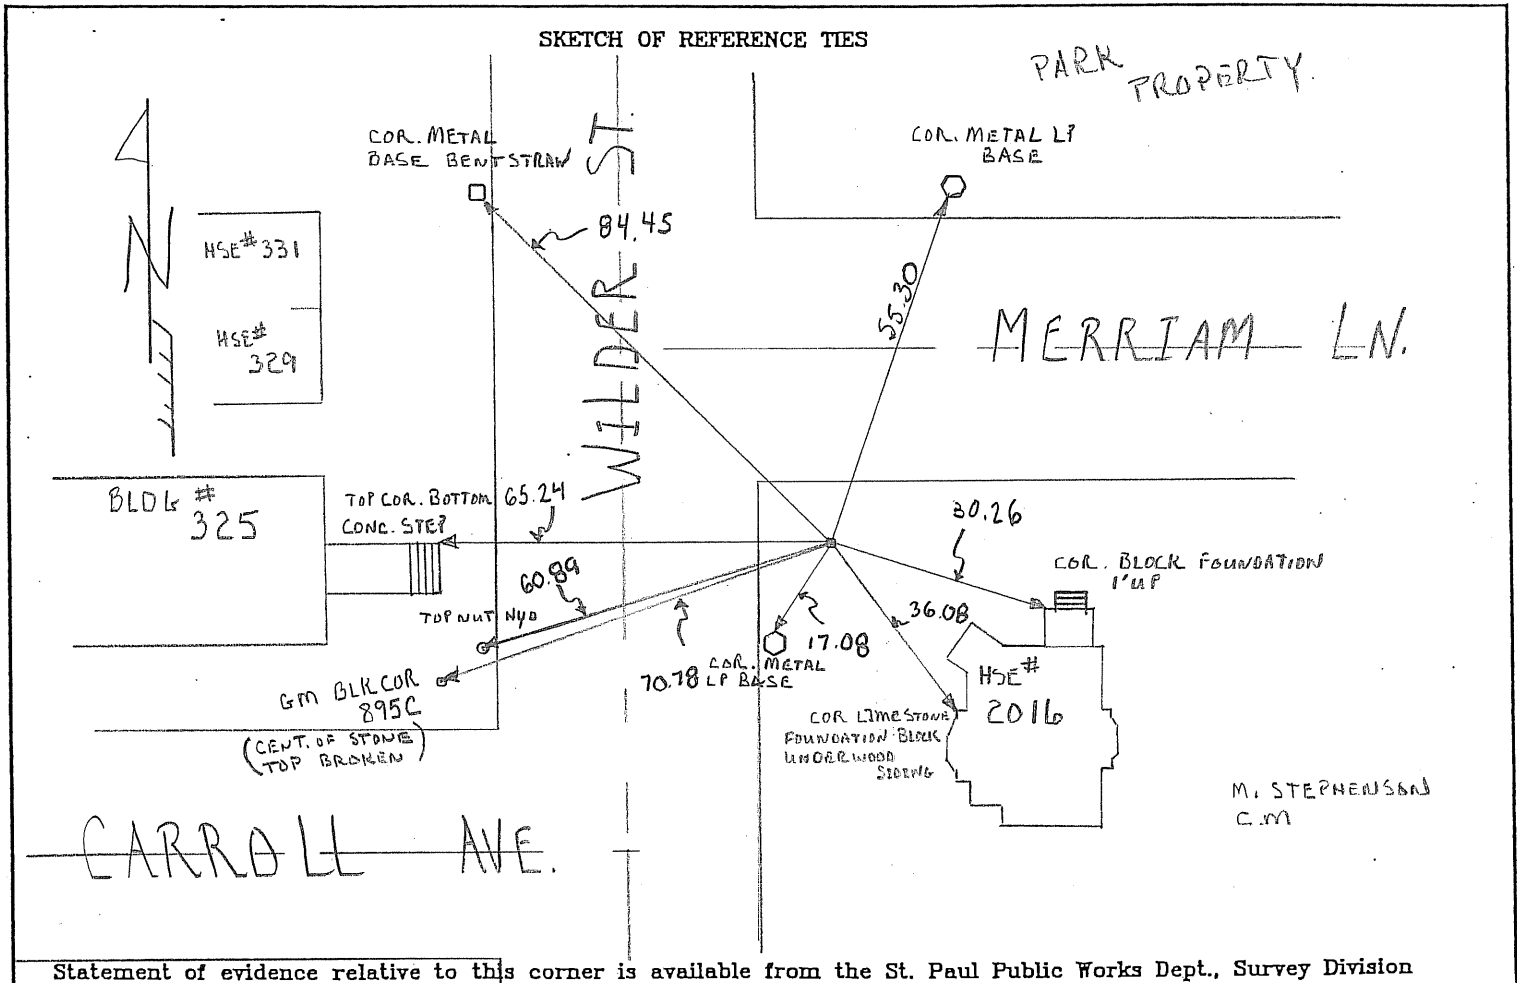 SKETCH OF REFERENCE TIES
PARK
PROPERTY.
COR. METAL
BASE BENTSTRAW
COR. METAL LP
BASE
WILDER ST.
84.45
N
HSE# 331
HSE#
329
55.30
MERRIAM LN.
BLDG #
325
TOP COR. BOTTOM
CONC. STEP
65.24
30.26
COR. BLOCK FOUNDATION
1'UP
60.89
TOP NUT HYD
36.08
17.08
70.78
COR. METAL
LP BASE
GM BLK COR
895C
(CENT. OF STONE
TOP BROKEN)
HSE#
2016
COR LIMESTONE
FOUNDATION BLOCK
UNDERWOOD
SIDING
M. STEPHENSON
C.M
CARROLL AVE.
Statement of evidence relative to this corner is available from the St. Paul Public Works Dept., Survey Division